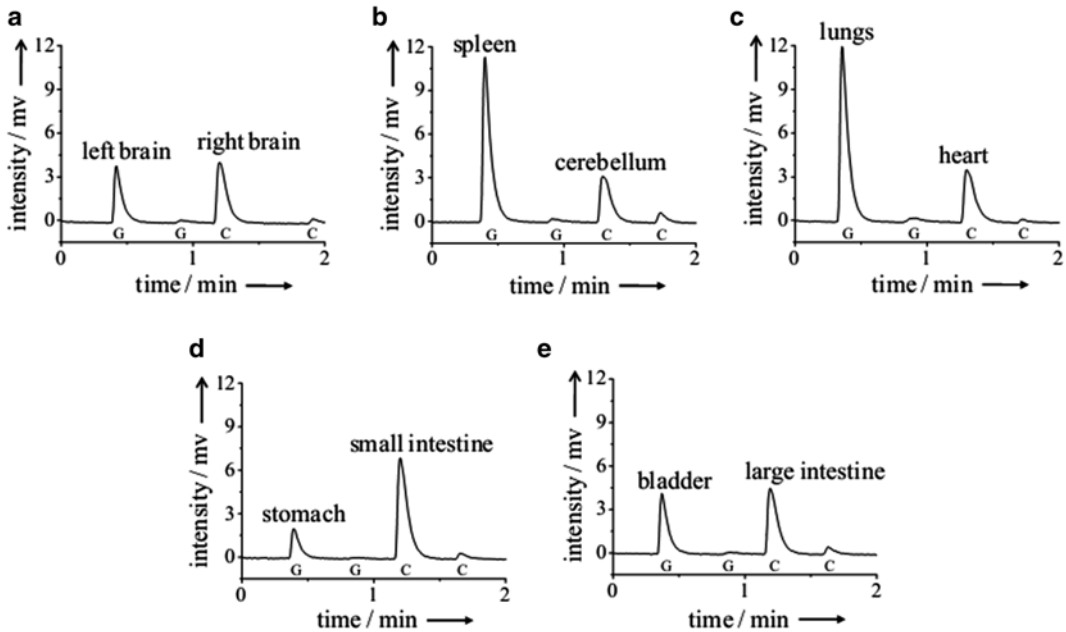 a
12
9
6
3
0
intensity / mv
left brain
right brain
G G C C
0 1 2
time / min
b
12
9
6
3
0
intensity / mv
spleen
cerebellum
G G C C
0 1 2
time / min
c
12
9
6
3
0
intensity / mv
lungs
heart
G G C C
0 1 2
time / min
d
12
9
6
3
0
intensity / mv
stomach
small intestine
G G C C
0 1 2
time / min
e
12
9
6
3
0
intensity / mv
bladder
large intestine
G G C C
0 1 2
time / min